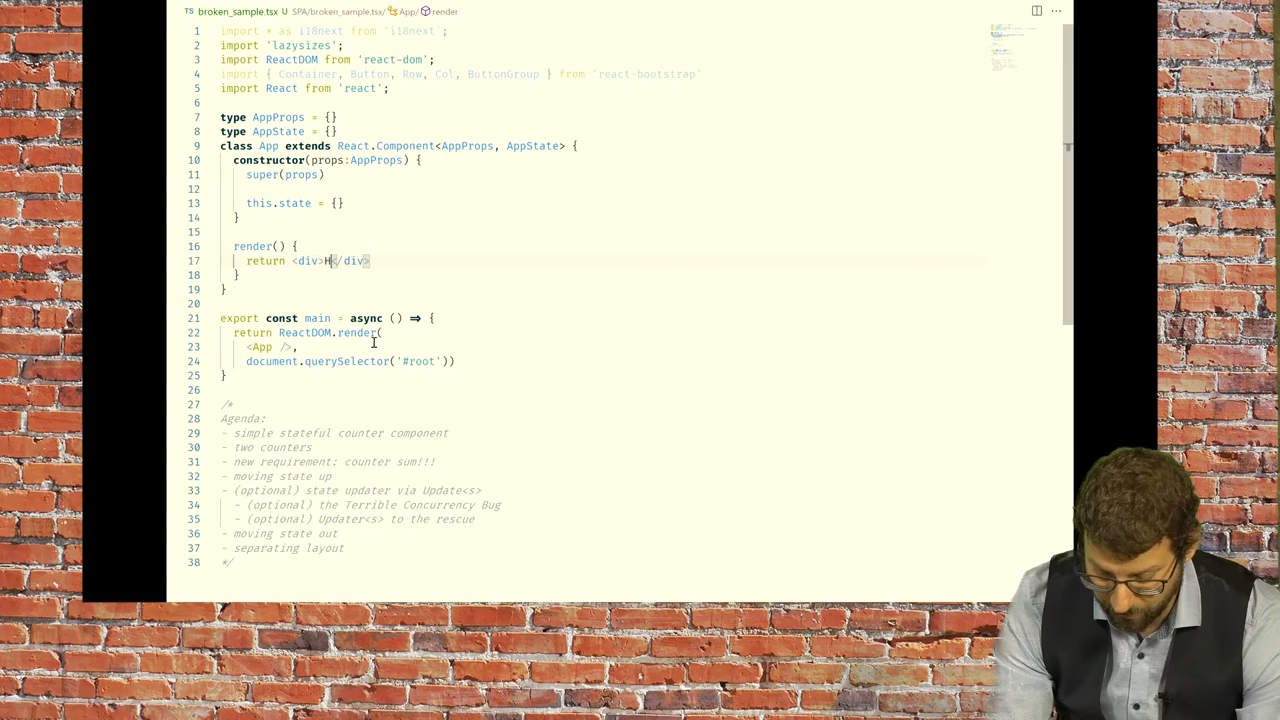 TS broken_sample.tsx U SPA/broken_sample.tsx/App/render
1 import * as i18next from 'i18next';
2 import 'lazysizes';
3 import ReactDOM from 'react-dom';
4 import { Container, Button, Row, Col, ButtonGroup } from 'react-bootstrap'
5 import React from 'react';
6
7 type AppProps = {}
8 type AppState = {}
9 class App extends React.Component<AppProps, AppState> {
10 constructor(props:AppProps) {
11 super(props)
12
13 this.state = {}
14 }
15
16 render() {
17 return <div>H</div>
18 }
19 }
20
21 export const main = async () => {
22 return ReactDOM.render(
23 <App />,
24 document.querySelector('#root'))
25 }
26
27 /*
28 Agenda:
29 - simple stateful counter component
30 - two counters
31 - new requirement: counter sum!!!
32 - moving state up
33 - (optional) state updater via Update<s>
34 - (optional) the Terrible Concurrency Bug
35 - (optional) Updater<s> to the rescue
36 - moving state out
37 - separating layout
38 */